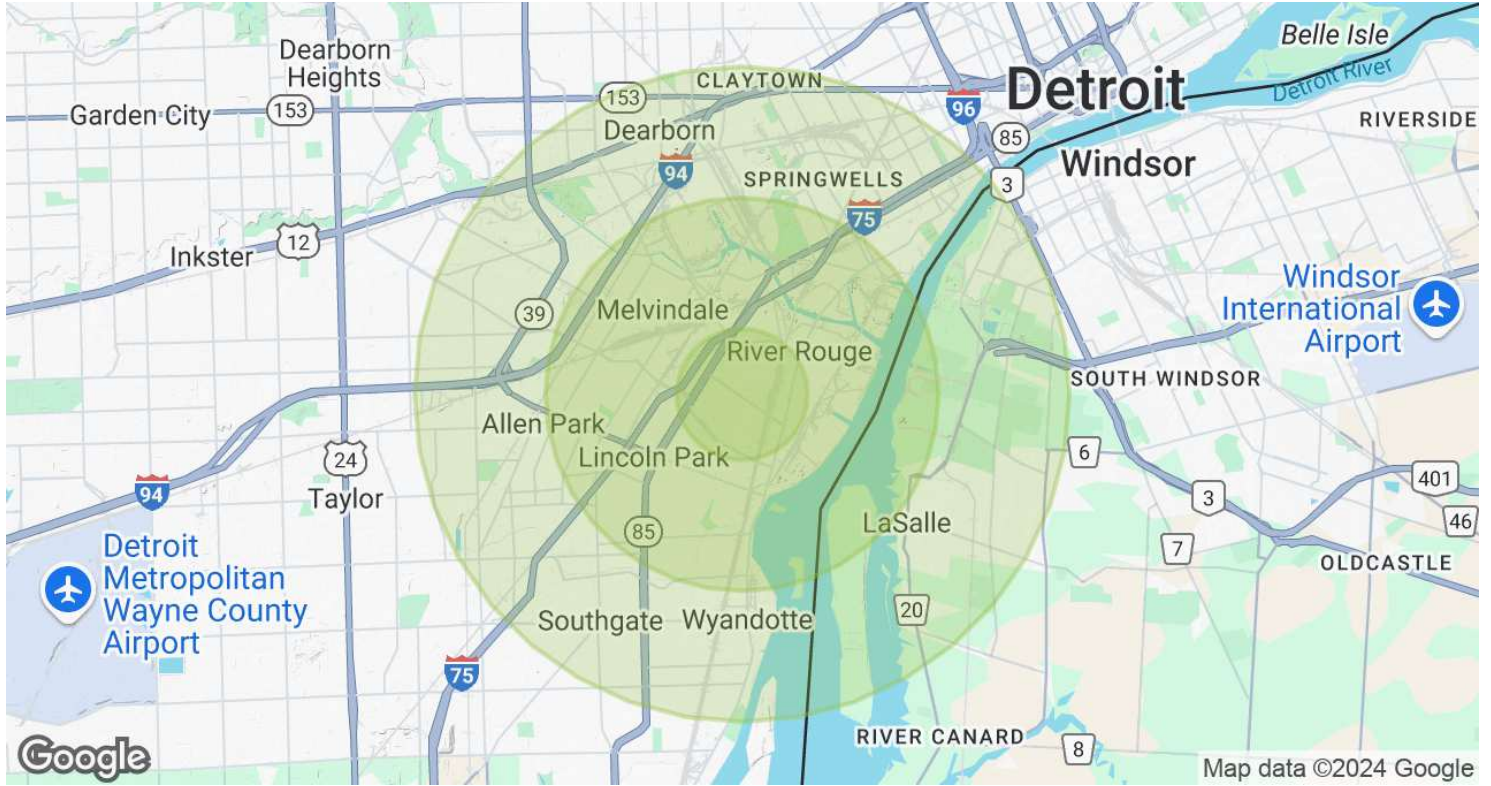 Belle Isle
Detroit River
Dearborn
Heights
CLAYTOWN
Detroit
153
153
96
Garden City
Dearborn
RIVERSIDE
85
94
Windsor
SPRINGWELLS
3
75
12
Inkster
Windsor
International
Airport
39
Melvindale
River Rouge
SOUTH WINDSOR
Allen Park
6
24
Lincoln Park
401
94
Taylor
3
46
85
LaSalle
7
Detroit
Metropolitan
Wayne County
Airport
OLDCASTLE
20
Southgate
Wyandotte
75
RIVER CANARD
8
Google
Map data ©2024 Google